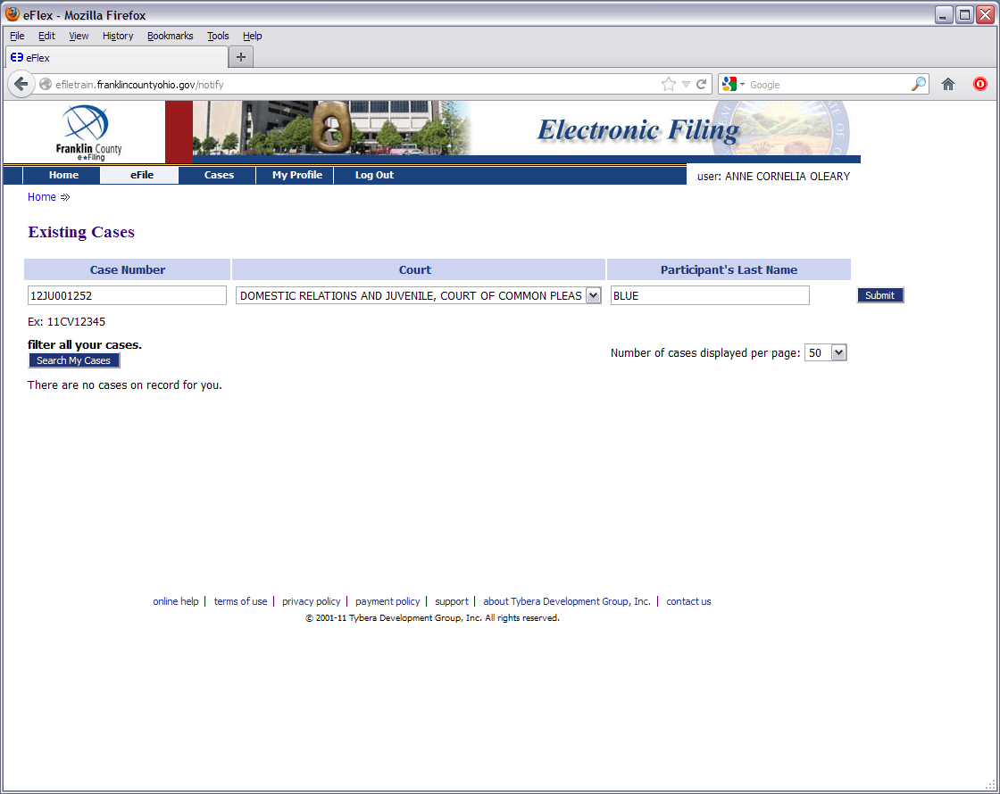 eFlex - Mozilla Firefox
File Edit View History Bookmarks Tools Help
eFlex
efiletrain.franklincountyohio.gov/notify
Google
Franklin County
e★Filing
Electronic Filing
Home eFile Cases My Profile Log Out
user: ANNE CORNELIA OLEARY
Home
Existing Cases
Case Number Court Participant's Last Name
12JU001252 DOMESTIC RELATIONS AND JUVENILE, COURT OF COMMON PLEAS BLUE Submit
Ex: 11CV12345
filter all your cases.
Search My Cases
Number of cases displayed per page: 50
There are no cases on record for you.
online help | terms of use | privacy policy | payment policy | support | about Tybera Development Group, Inc. | contact us
© 2001-11 Tybera Development Group, Inc. All rights reserved.